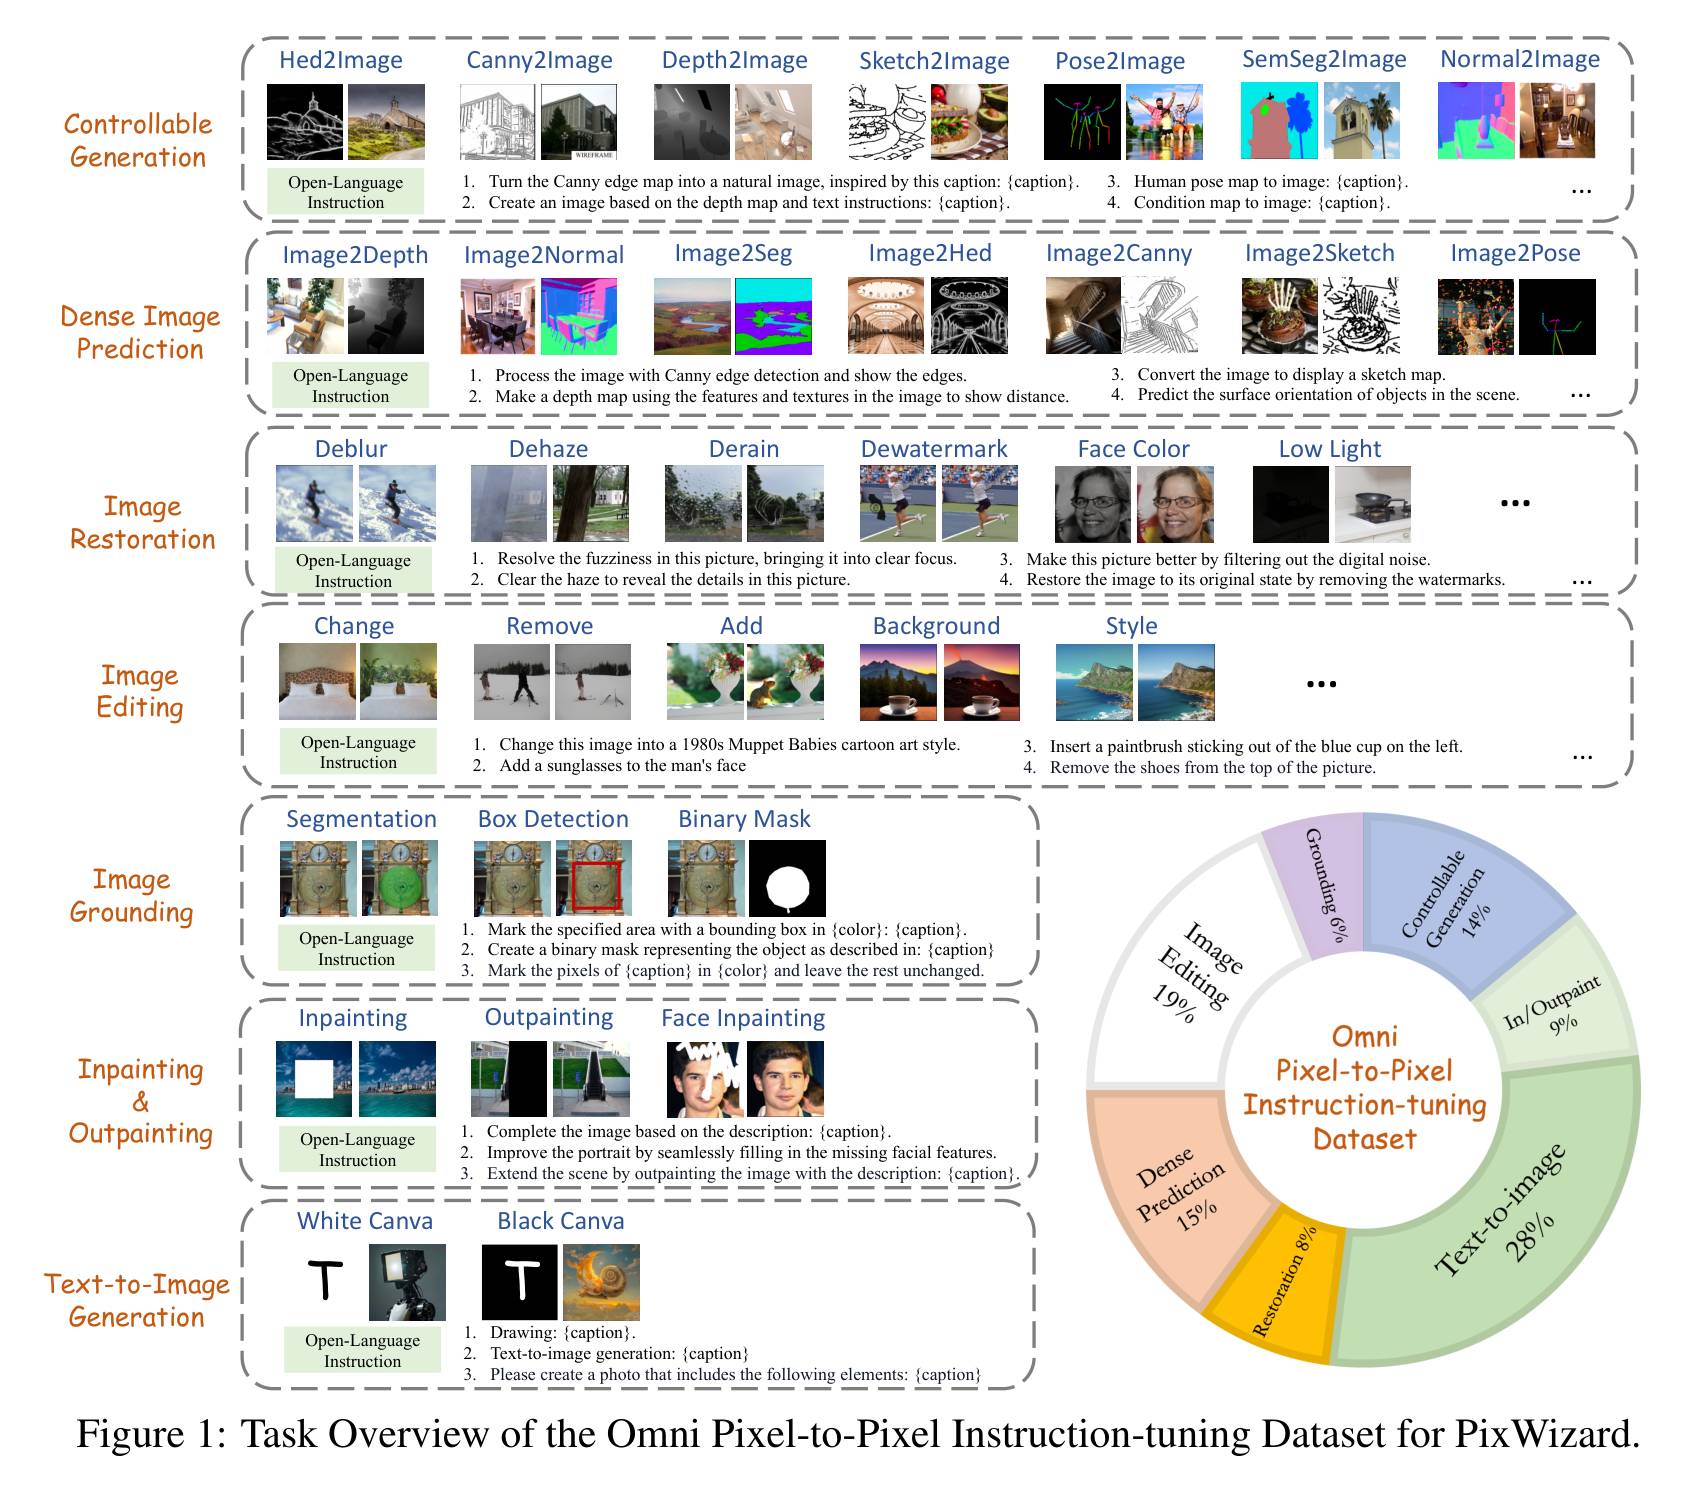 Hed2Image Canny2Image Depth2Image Sketch2Image Pose2Image SemSeg2Image Normal2Image
Controllable
Generation
WIREFRAME
Open-Language
Instruction
1. Turn the Canny edge map into a natural image, inspired by this caption: {caption}.
2. Create an image based on the depth map and text instructions: {caption}.
3. Human pose map to image: {caption}.
4. Condition map to image: {caption}.
...
Image2Depth Image2Normal Image2Seg Image2Hed Image2Canny Image2Sketch Image2Pose
Dense Image
Prediction
Open-Language
Instruction
1. Process the image with Canny edge detection and show the edges.
2. Make a depth map using the features and textures in the image to show distance.
3. Convert the image to display a sketch map.
4. Predict the surface orientation of objects in the scene.
...
Deblur Dehaze Derain Dewatermark Face Color Low Light
Image
Restoration
...
Open-Language
Instruction
1. Resolve the fuzziness in this picture, bringing it into clear focus.
2. Clear the haze to reveal the details in this picture.
3. Make this picture better by filtering out the digital noise.
4. Restore the image to its original state by removing the watermarks.
...
Change Remove Add Background Style
Image
Editing
...
Open-Language
Instruction
1. Change this image into a 1980s Muppet Babies cartoon art style.
2. Add a sunglasses to the man's face
3. Insert a paintbrush sticking out of the blue cup on the left.
4. Remove the shoes from the top of the picture.
...
Segmentation Box Detection Binary Mask
Image
Grounding
Open-Language
Instruction
1. Mark the specified area with a bounding box in {color}: {caption}.
2. Create a binary mask representing the object as described in: {caption}
3. Mark the pixels of {caption} in {color} and leave the rest unchanged.
Inpainting Outpainting Face Inpainting
Inpainting
&
Outpainting
Open-Language
Instruction
1. Complete the image based on the description: {caption}.
2. Improve the portrait by seamlessly filling in the missing facial features.
3. Extend the scene by outpainting the image with the description: {caption}.
White Canva Black Canva
Text-to-Image
Generation
T
T
Open-Language
Instruction
1. Drawing: {caption}.
2. Text-to-image generation: {caption}
3. Please create a photo that includes the following elements: {caption}
Grounding 6%
Controllable
Generation
14%
In/Outpaint
9%
Text-to-image
28%
Restoration 8%
Dense
Prediction
15%
Image
Editing
19%
Omni
Pixel-to-Pixel
Instruction-tuning
Dataset
Figure 1: Task Overview of the Omni Pixel-to-Pixel Instruction-tuning Dataset for PixWizard.